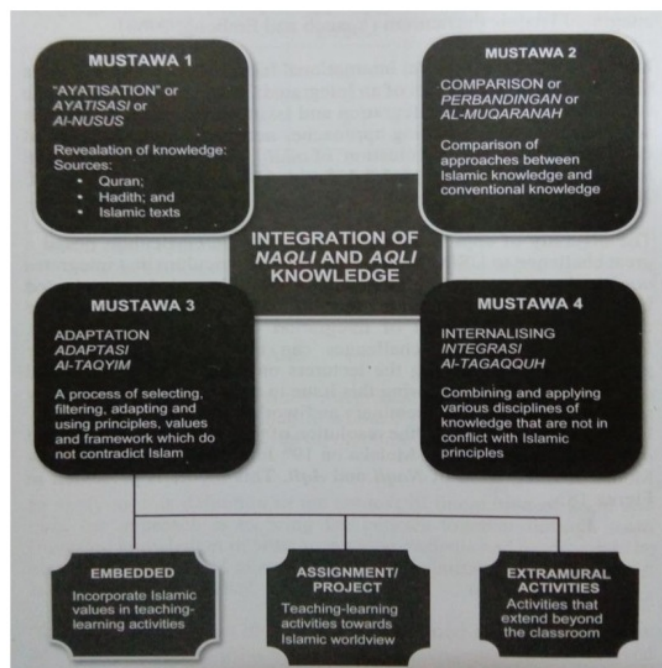 MUSTAWA 1
"AYATISATION" or
AYATISASI or
Al-NUSUS
Revealation of knowledge:
Sources:
• Quran;
• Hadith; and
• Islamic texts
MUSTAWA 2
COMPARISON or
PERBANDINGAN or
AL-MUQARANAH
Comparison of
approaches between
Islamic knowledge and
conventional knowledge
INTEGRATION OF
NAQLI AND AQLI
KNOWLEDGE
MUSTAWA 3
ADAPTATION
ADAPTASI
Al-TAQYIM
A process of selecting,
filtering, adapting and
using principles, values
and framework which do
not contradict Islam
MUSTAWA 4
INTERNALISING
INTEGRASI
Al-TAGAQQUH
Combining and applying
various disciplines of
knowledge that are not in
conflict with Islamic
principles
EMBEDDED
Incorporate Islamic
values in teaching-
learning activities
ASSIGNMENT/
PROJECT
Teaching-learning
activities towards
Islamic worldview
EXTRAMURAL
ACTIVITIES
Activities that
extend beyond
the classroom